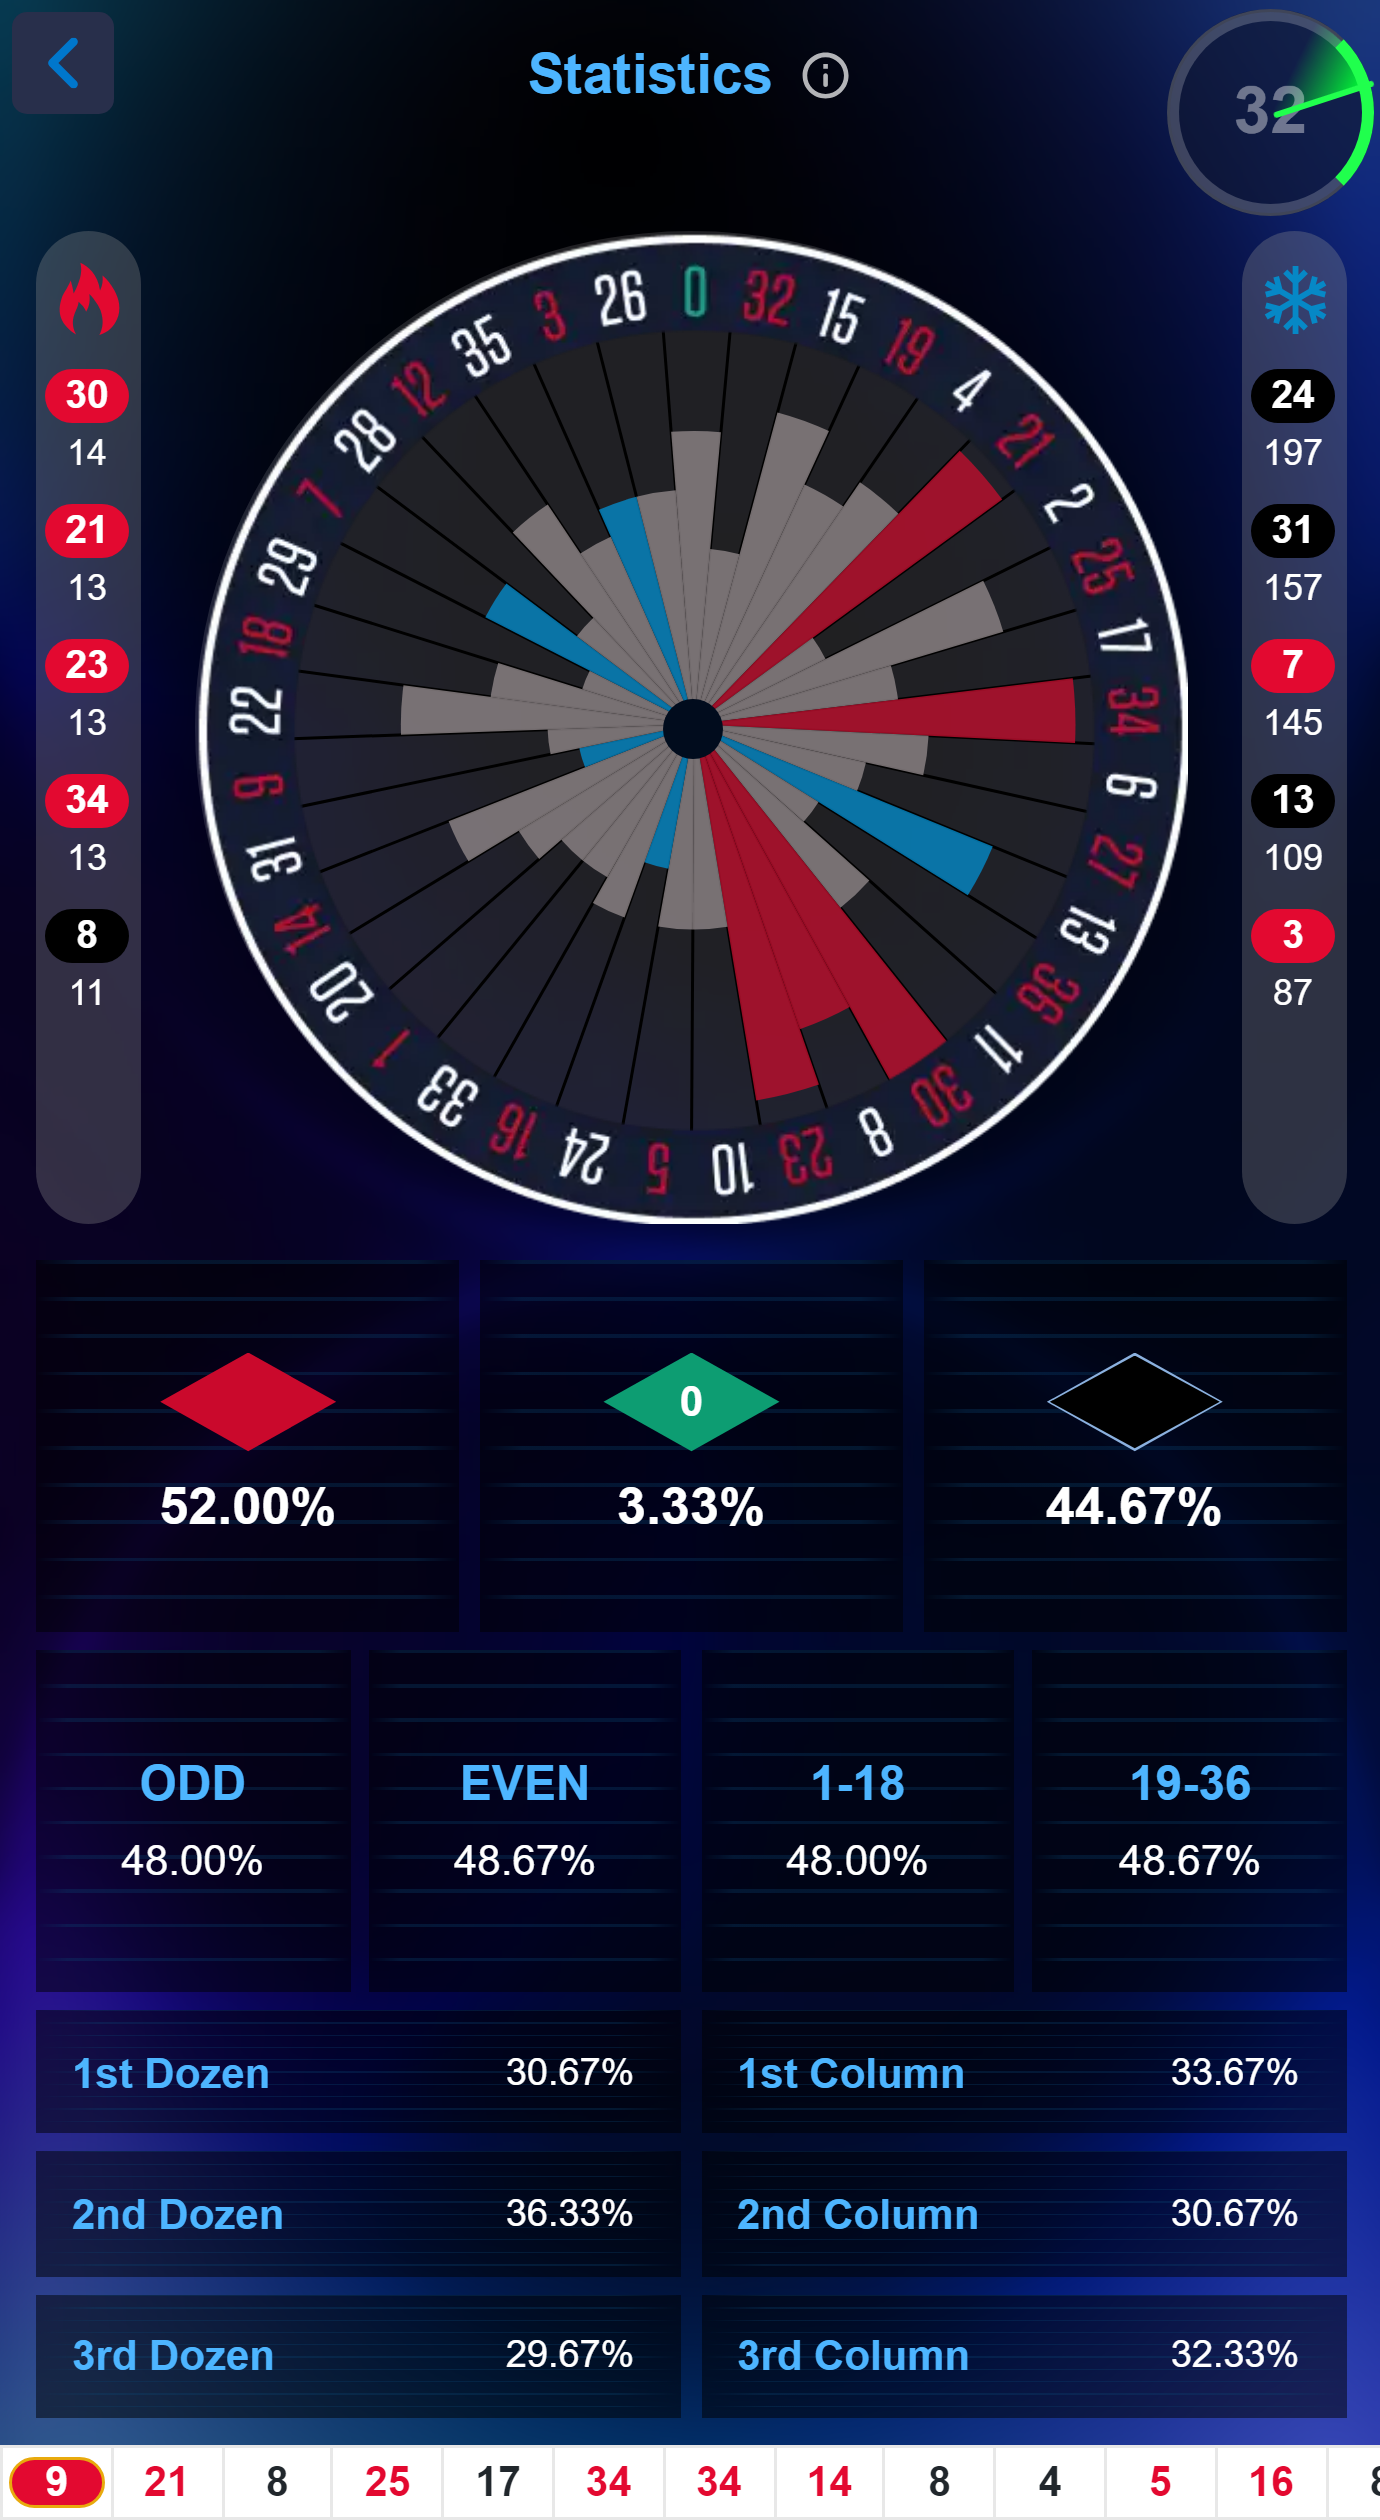 Statistics
32
30
14
21
13
23
13
34
13
8
11
0 32 15 19 4 21 2 25 17 34 6 27 13 36 11 30 8 23 10 5 24 16 33 1 20 14 31 9 22 18 29 7 28 12 35 3 26
24
197
31
157
7
145
13
109
3
87
0
52.00% 3.33% 44.67%
ODD EVEN 1-18 19-36
48.00% 48.67% 48.00% 48.67%
1st Dozen 30.67% 1st Column 33.67%
2nd Dozen 36.33% 2nd Column 30.67%
3rd Dozen 29.67% 3rd Column 32.33%
9 21 8 25 17 34 34 14 8 4 5 16